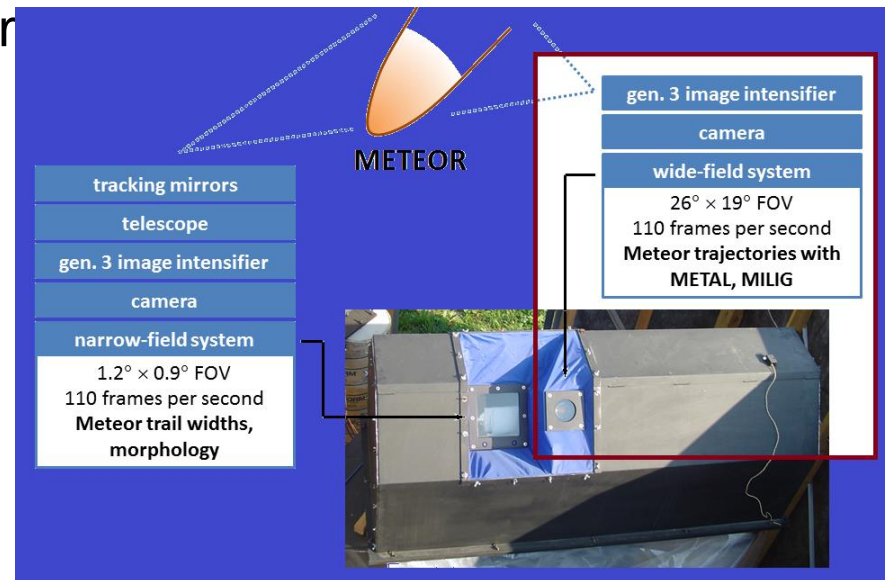 METEOR
tracking mirrors
telescope
gen. 3 image intensifier
camera
narrow-field system
1.2° × 0.9° FOV
110 frames per second
Meteor trail widths,
morphology
gen. 3 image intensifier
camera
wide-field system
26° × 19° FOV
110 frames per second
Meteor trajectories with
METAL, MILIG